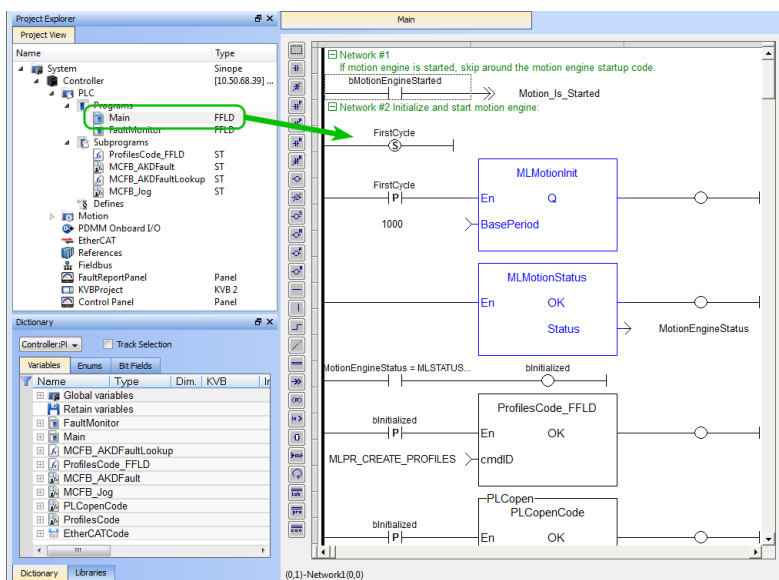 Project Explorer
Project View
Name Type
System Sinope
Controller [10.50.68.39] ...
PLC
Programs
Main FFLD
FaultMonitor FFLD
Subprograms
ProfilesCode_FFLD ST
MCFB_AKDFault ST
MCFB_AKDFaultLookup ST
MCFB_Jog ST
Defines
Motion
PDMM Onboard I/O
EtherCAT
References
Fieldbus
FaultReportPanel Panel
KVBProject KVB 2
Control Panel Panel
Dictionary
Controller:Pl Track Selection
Variables Enums Bit Fields
Name Type Dim. KVB
Global variables
Retain variables
FaultMonitor
Main
MCFB_AKDFaultLookup
ProfilesCode_FFLD
MCFB_AKDFault
MCFB_Jog
PLCopenCode
ProfilesCode
EtherCATCode
Dictionary Libraries
Main
Network #1
If motion engine is started, skip around the motion engine startup code.
bMotionEngineStarted
Motion_Is_Started
Network #2 Initialize and start motion engine:
FirstCycle
S
MLMotionInit
FirstCycle
P En Q
1000 BasePeriod
MLMotionStatus
En OK
Status MotionEngineStatus
MotionEngineStatus = MLSTATUS... bInitialized
ProfilesCode_FFLD
bInitialized
P En OK
MLPR_CREATE_PROFILES cmdID
PLCopen
PLCopenCode
bInitialized
P En OK
(0,1)-Network1(0,0)